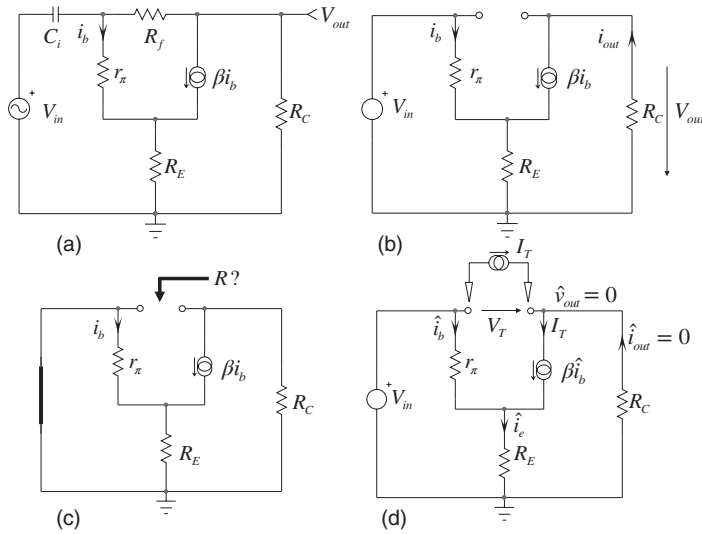 C_i
i_b
R_f
V_out
r_π
βi_b
+
V_in
R_C
R_E
(a)
i_b
i_out
r_π
βi_b
+
V_in
R_C
V_out
R_E
(b)
R?
i_b
r_π
βi_b
R_C
R_E
(c)
I_T
v̂_out = 0
î_b
V_T
I_T
î_out = 0
r_π
βî_b
+
V_in
R_C
î_e
R_E
(d)